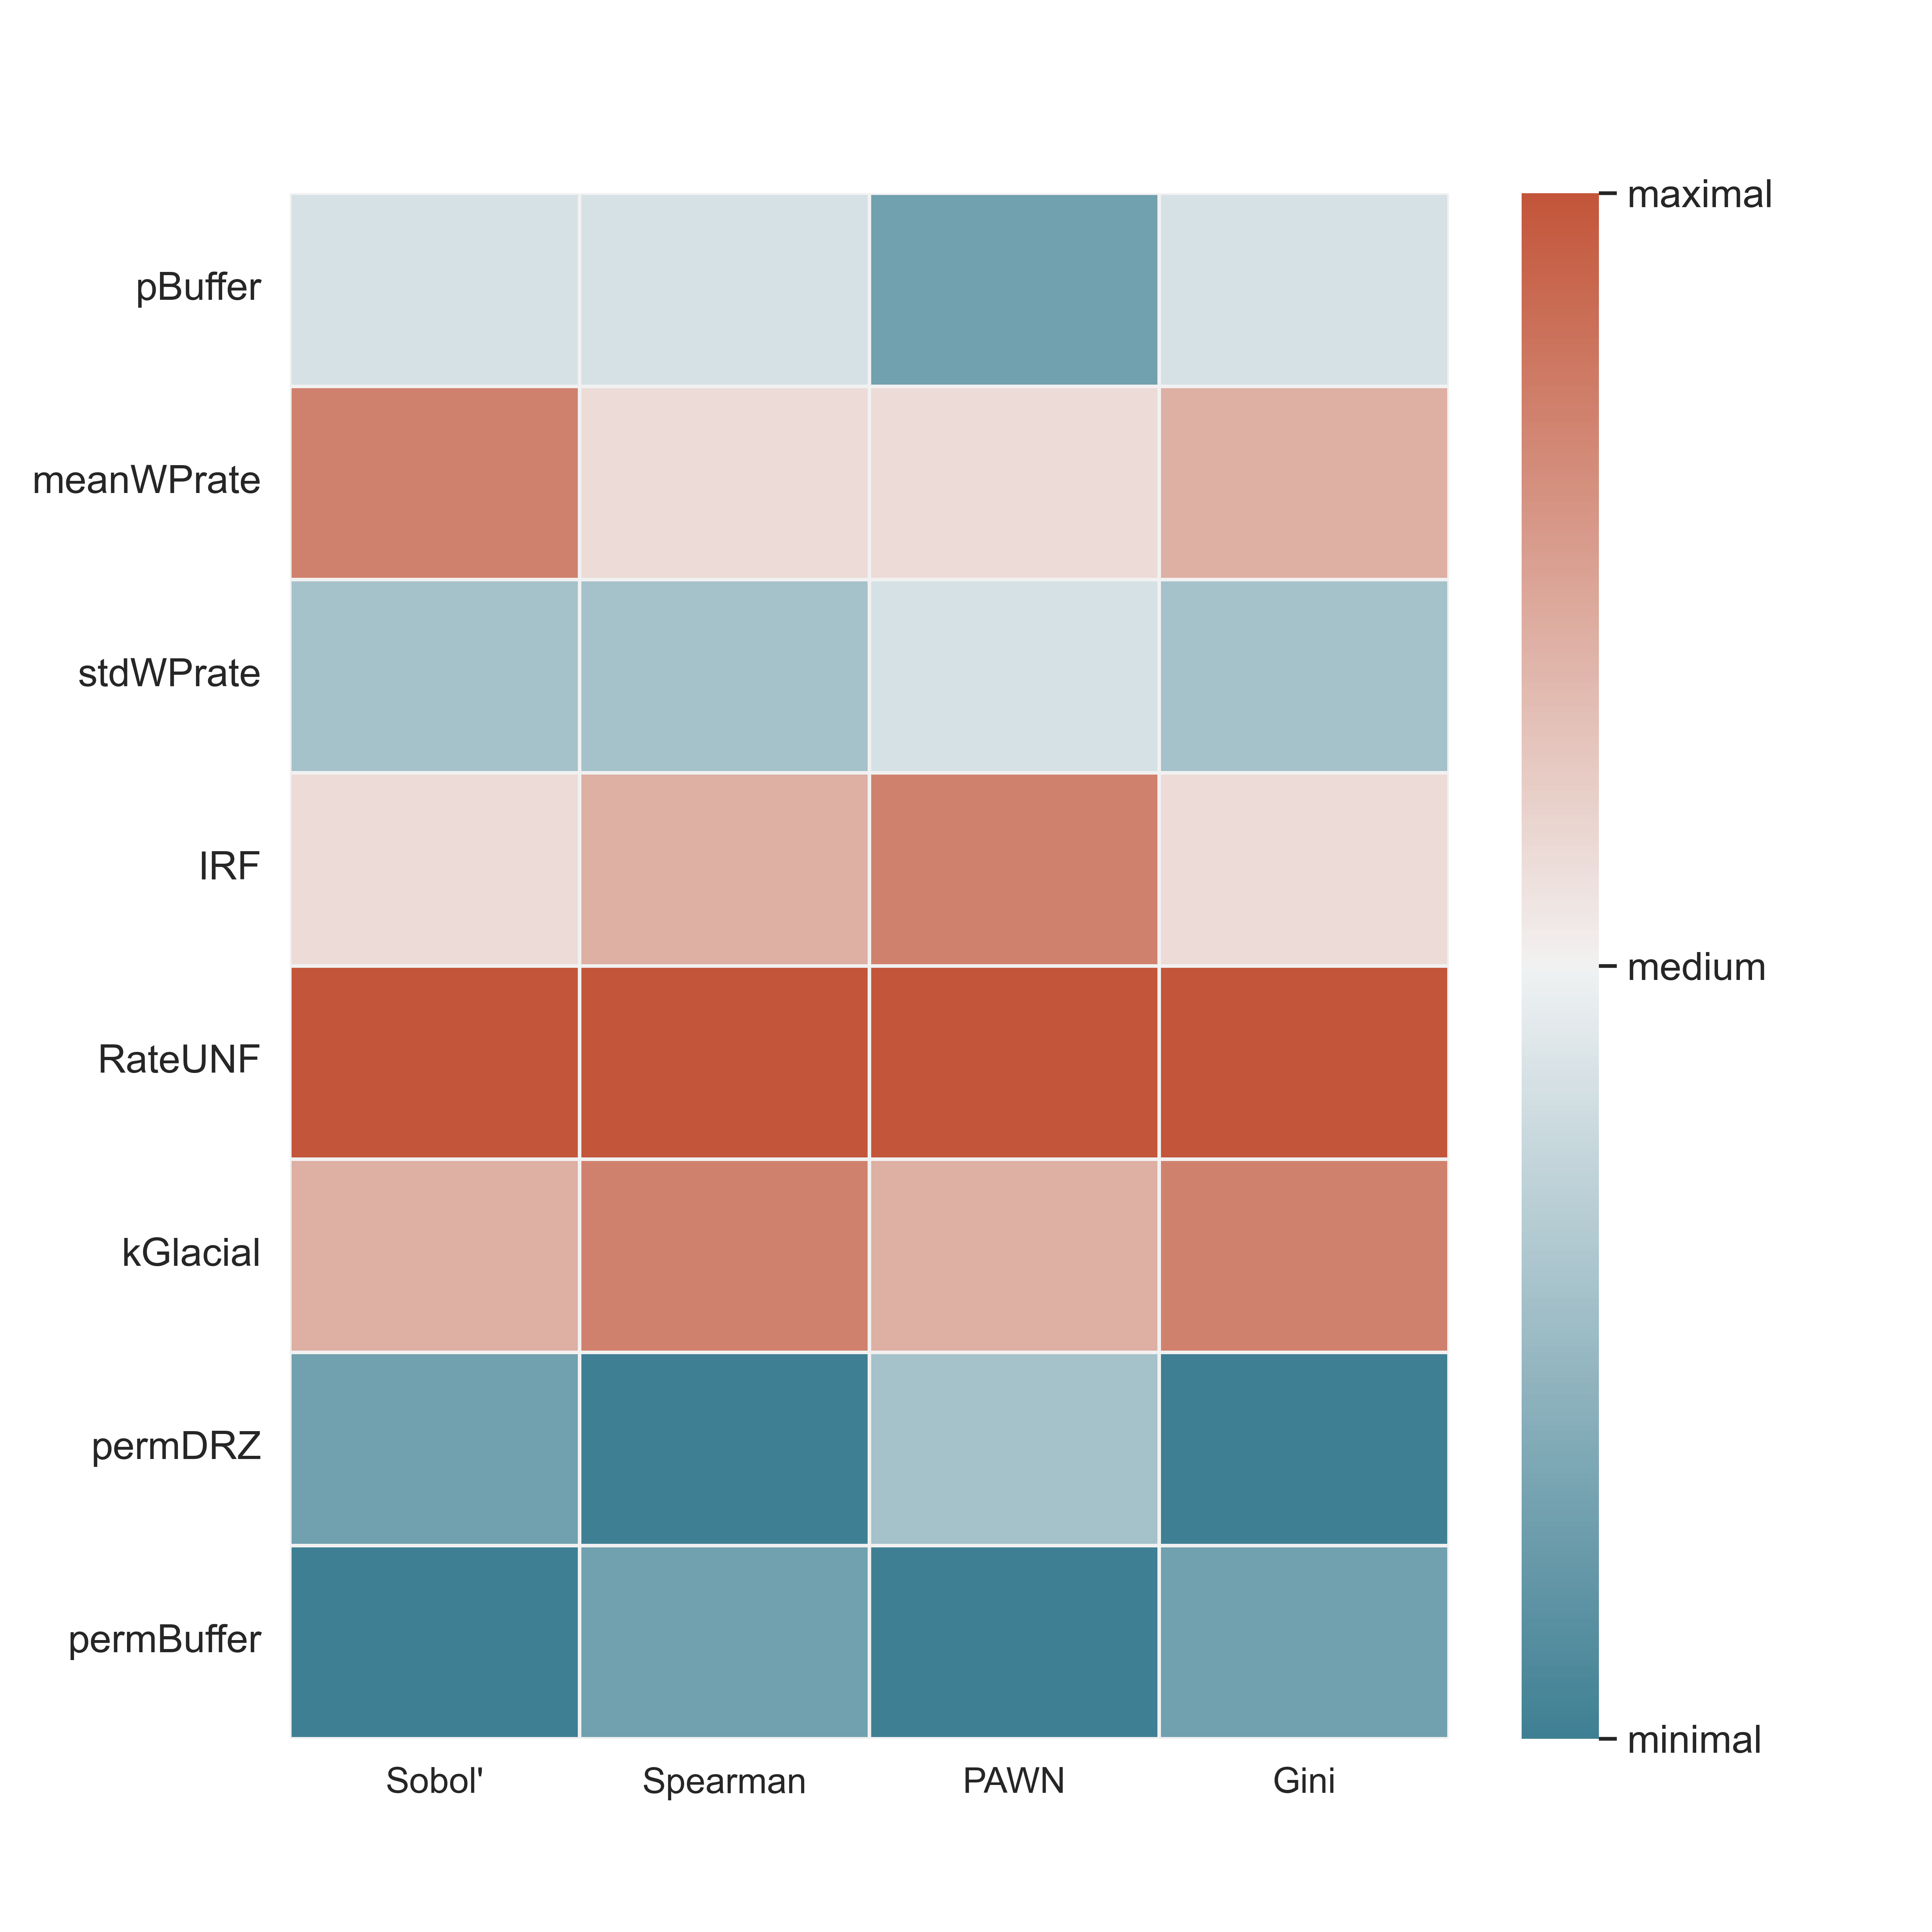 pBuffer
meanWPrate
stdWPrate
IRF
RateUNF
kGlacial
permDRZ
permBuffer
Sobol' Spearman PAWN Gini
maximal
medium
minimal